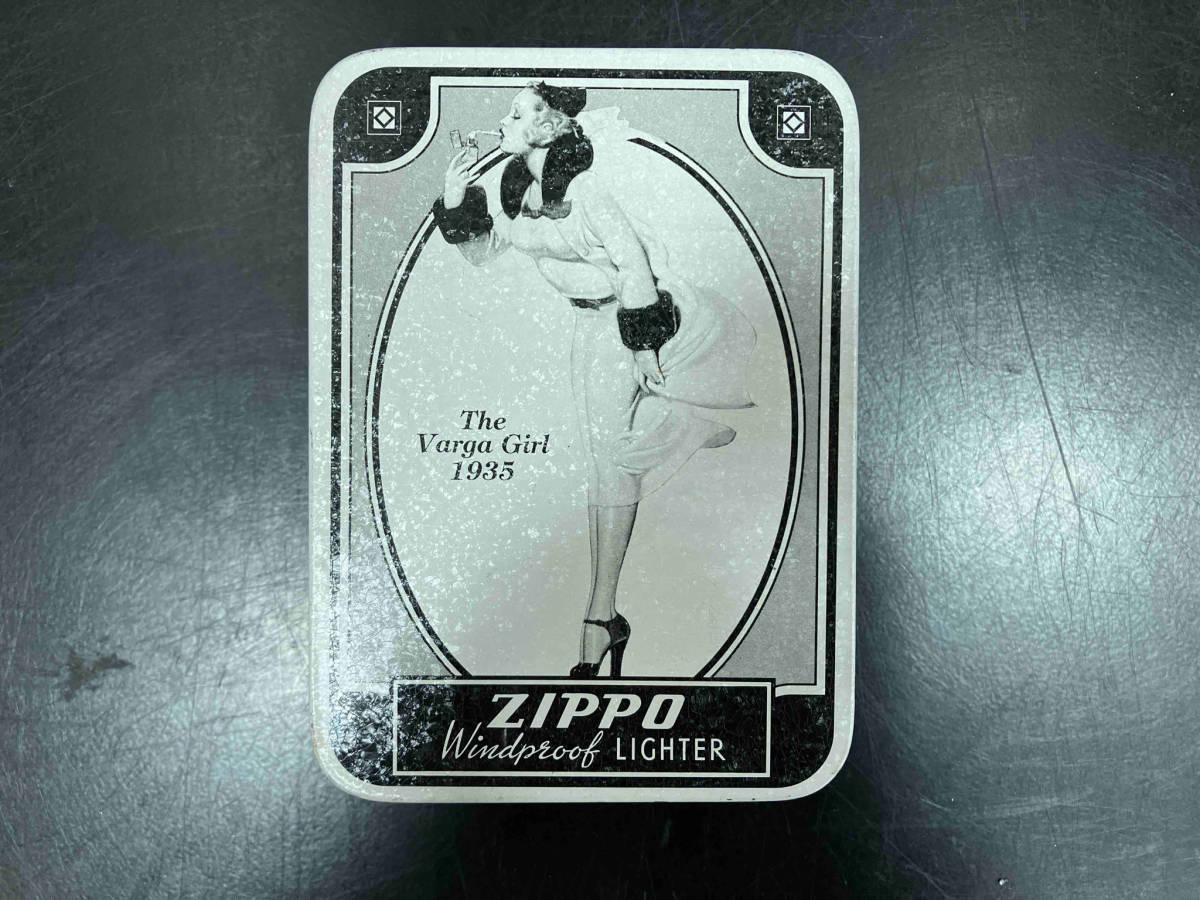 The
Varga Girl
1935
ZIPPO
Windproof LIGHTER